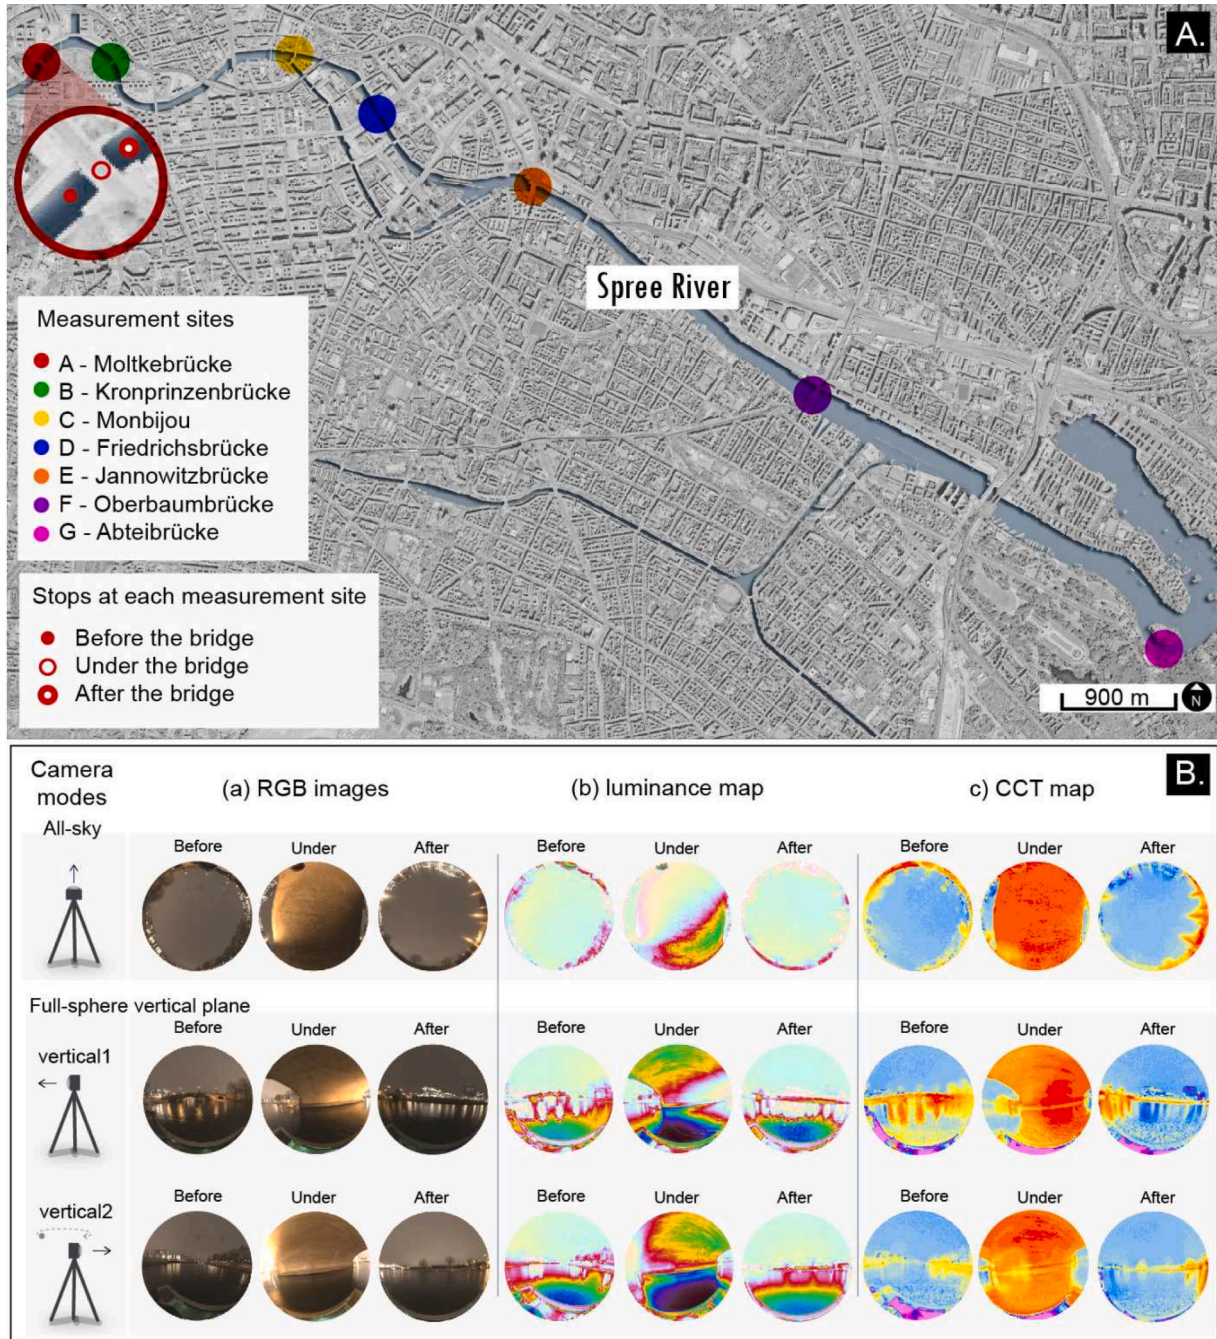 A.
Spree River
Measurement sites
A - Moltkebrücke
B - Kronprinzenbrücke
C - Monbijou
D - Friedrichsbrücke
E - Jannowitzbrücke
F - Oberbaumbrücke
G - Abteibrücke
Stops at each measurement site
Before the bridge
Under the bridge
After the bridge
900 m
N
B.
Camera modes
(a) RGB images
(b) luminance map
c) CCT map
All-sky
Before Under After
Before Under After
Before Under After
Full-sphere vertical plane
vertical1
Before Under After
Before Under After
Before Under After
vertical2
Before Under After
Before Under After
Before Under After